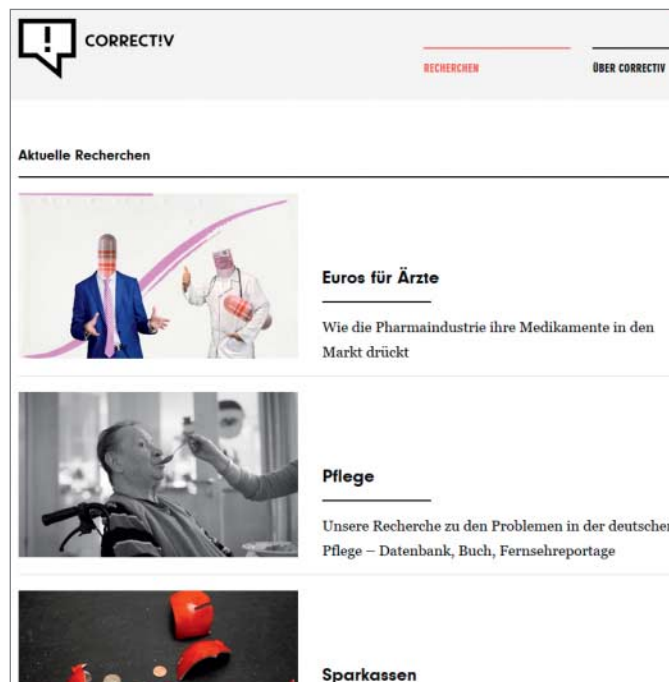 CORRECT!V
RECHERCHEN
ÜBER CORRECTIV
Aktuelle Recherchen
Euros für Ärzte
Wie die Pharmaindustrie ihre Medikamente in den
Markt drückt
Pflege
Unsere Recherche zu den Problemen in der deutschen
Pflege – Datenbank, Buch, Fernsehreportage
Sparkassen